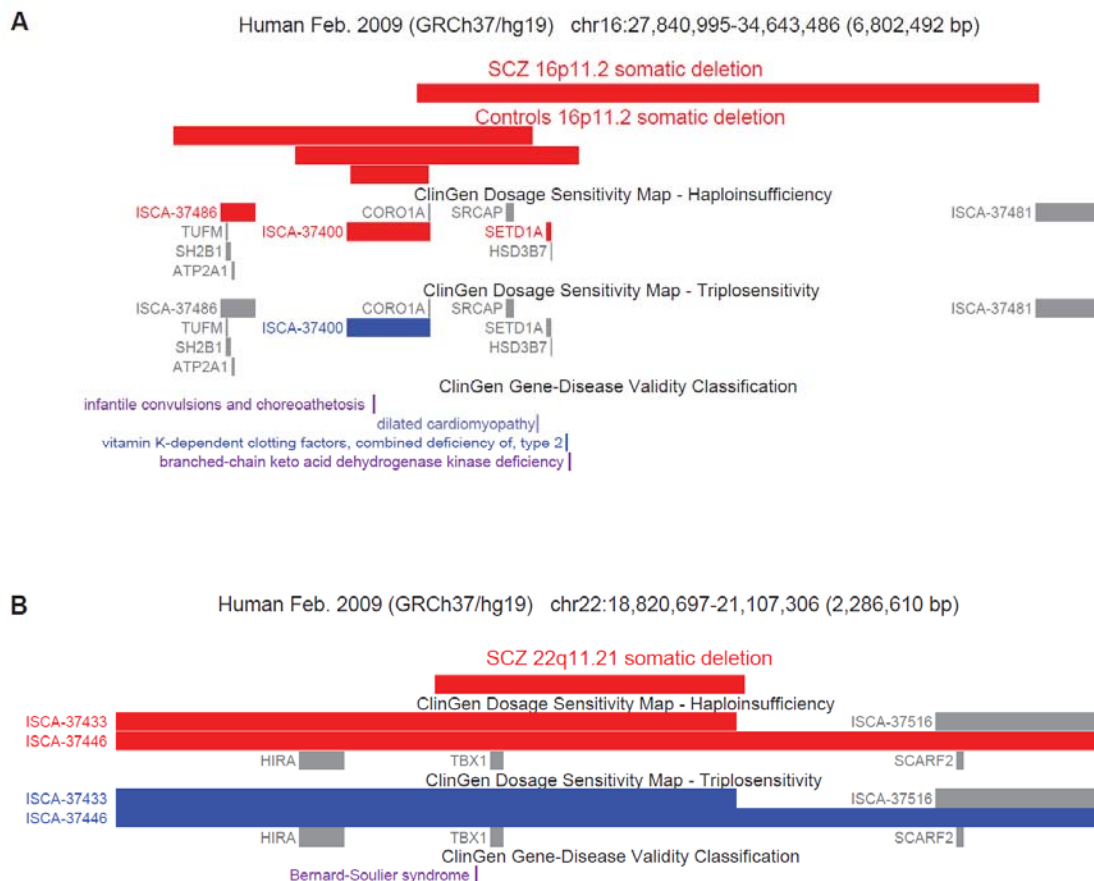 A
Human Feb. 2009 (GRCh37/hg19) chr16:27,840,995-34,643,486 (6,802,492 bp)
SCZ 16p11.2 somatic deletion
Controls 16p11.2 somatic deletion
ClinGen Dosage Sensitivity Map - Haploinsufficiency
ISCA-37486 CORO1A SRCAP ISCA-37481
TUFM ISCA-37400 SETD1A
SH2B1 HSD3B7
ATP2A1
ClinGen Dosage Sensitivity Map - Triplosensitivity
ISCA-37486 CORO1A SRCAP ISCA-37481
TUFM ISCA-37400 SETD1A
SH2B1 HSD3B7
ATP2A1
ClinGen Gene-Disease Validity Classification
infantile convulsions and choreoathetosis
dilated cardiomyopathy
vitamin K-dependent clotting factors, combined deficiency of, type 2
branched-chain keto acid dehydrogenase kinase deficiency
B
Human Feb. 2009 (GRCh37/hg19) chr22:18,820,697-21,107,306 (2,286,610 bp)
SCZ 22q11.21 somatic deletion
ClinGen Dosage Sensitivity Map - Haploinsufficiency
ISCA-37433 ISCA-37516
ISCA-37446
HIRA TBX1 SCARF2
ClinGen Dosage Sensitivity Map - Triplosensitivity
ISCA-37433 ISCA-37516
ISCA-37446
HIRA TBX1 SCARF2
ClinGen Gene-Disease Validity Classification
Bernard-Soulier syndrome